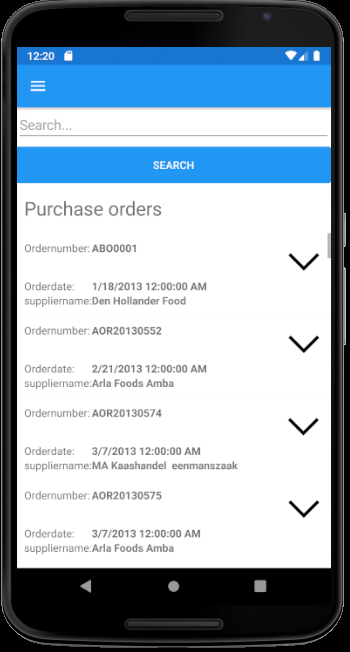 12:20
Search...
SEARCH
Purchase orders
Ordernumber: ABO0001
Orderdate: 1/18/2013 12:00:00 AM
suppliername: Den Hollander Food
Ordernumber: AOR20130552
Orderdate: 2/21/2013 12:00:00 AM
suppliername: Arla Foods Amba
Ordernumber: AOR20130574
Orderdate: 3/7/2013 12:00:00 AM
suppliername: MA Kaashandel eenmanszaak
Ordernumber: AOR20130575
Orderdate: 3/7/2013 12:00:00 AM
suppliername: Arla Foods Amba